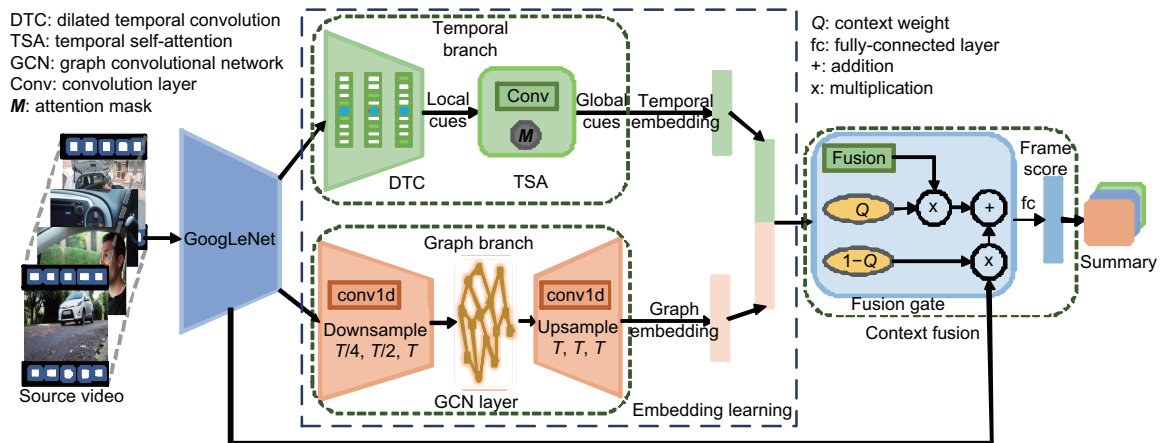 DTC: dilated temporal convolution
TSA: temporal self-attention
GCN: graph convolutional network
Conv: convolution layer
M: attention mask
Source video
GoogLeNet
Temporal
branch
DTC
Local
cues
Conv
M
TSA
Global
cues
Temporal
embedding
Graph branch
conv1d
Downsample
T/4, T/2, T
GCN layer
conv1d
Upsample
T, T, T
Graph
embedding
Embedding learning
Q: context weight
fc: fully-connected layer
+: addition
x: multiplication
Fusion
Q
x
+
1−Q
x
Fusion gate
Context fusion
fc
Frame
score
Summary